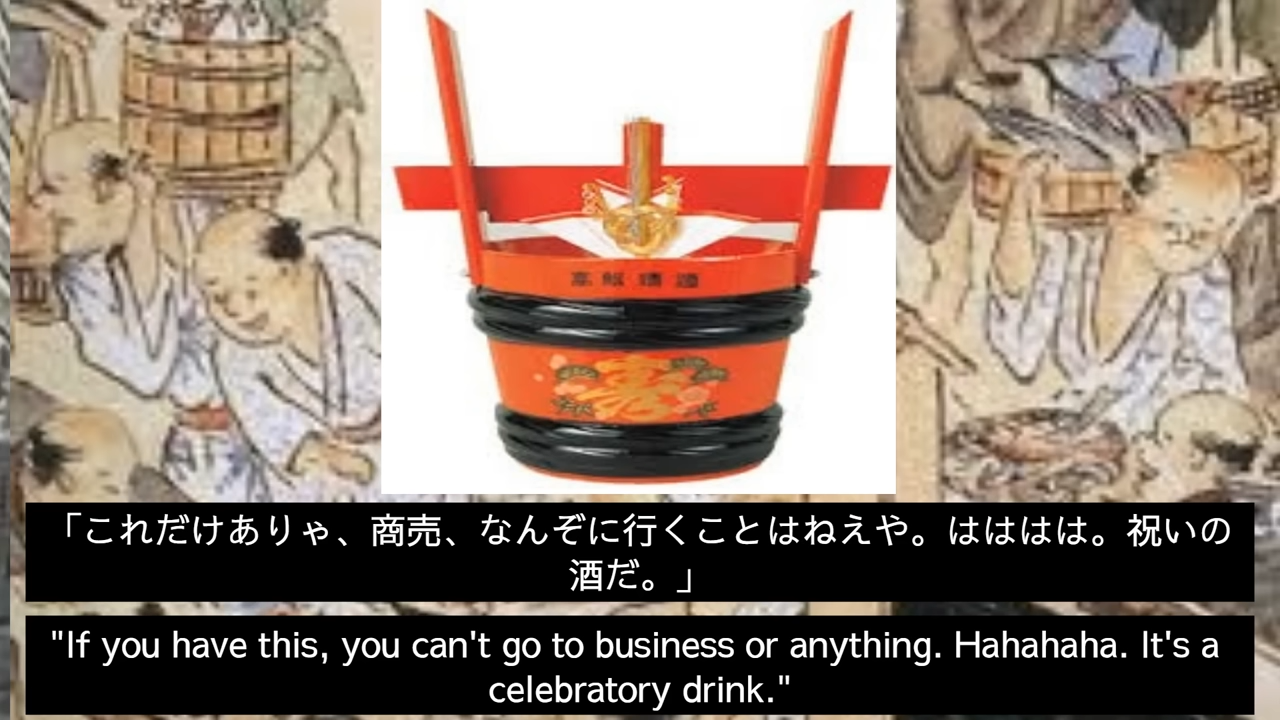 「これだけありゃ、商売、なんぞに行くことはねえや。はははは。祝いの
酒だ。」
"If you have this, you can't go to business or anything. Hahahaha. It's a
celebratory drink."